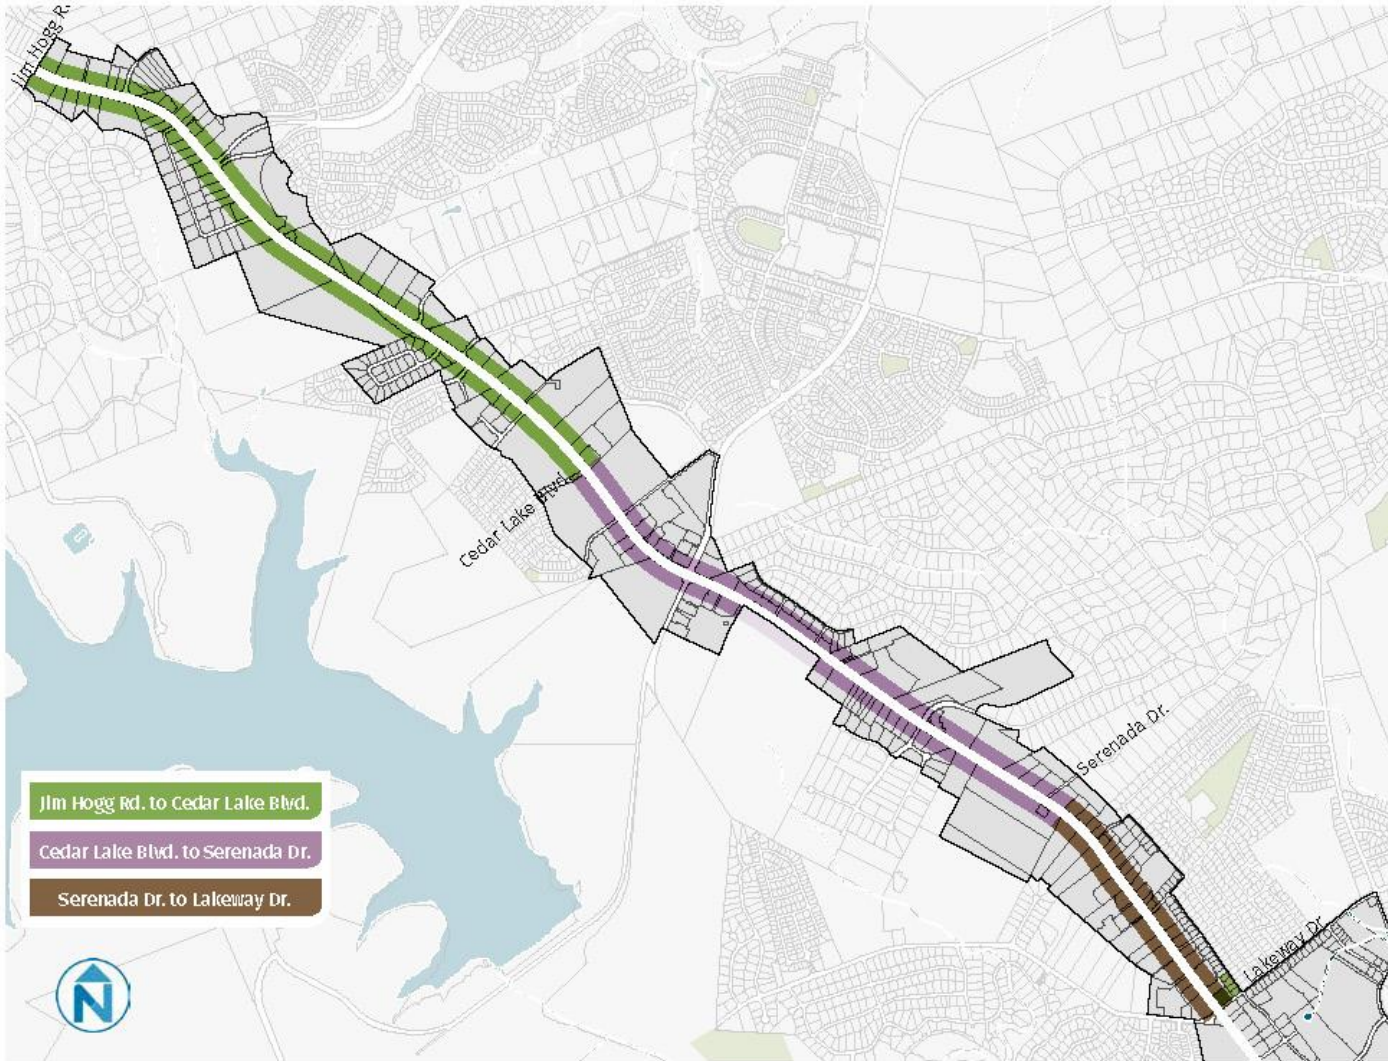 Jim Hogg Rd.
Cedar Lake Blvd.
Serenada Dr.
Lakeway Dr.
Jim Hogg Rd. to Cedar Lake Blvd.
Cedar Lake Blvd. to Serenada Dr.
Serenada Dr. to Lakeway Dr.
N